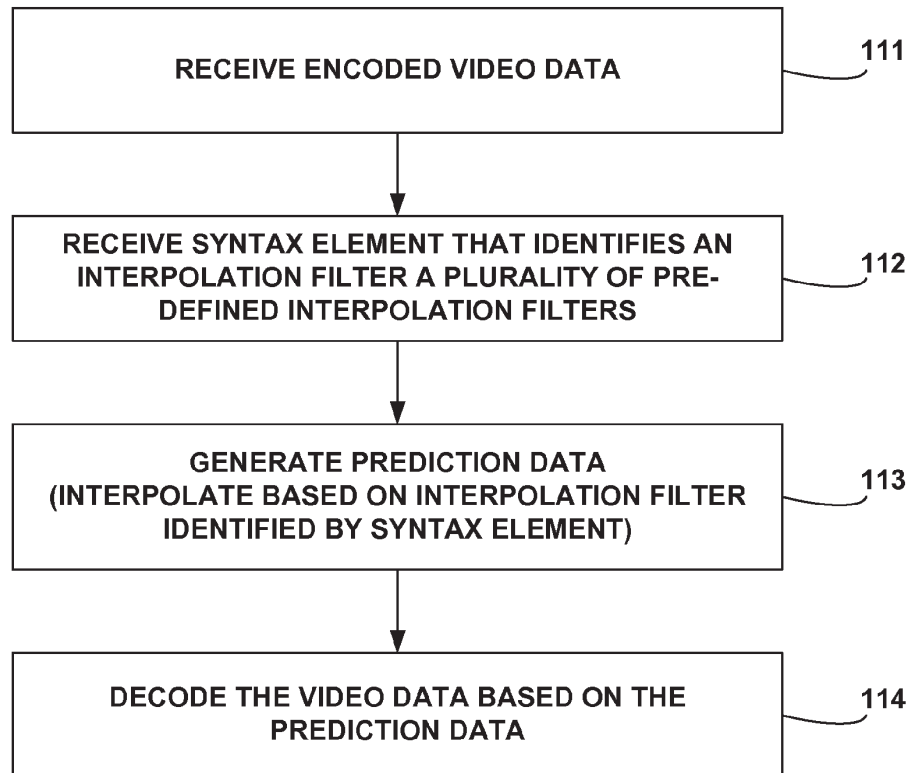 RECEIVE ENCODED VIDEO DATA
111
RECEIVE SYNTAX ELEMENT THAT IDENTIFIES AN
INTERPOLATION FILTER A PLURALITY OF PRE-
DEFINED INTERPOLATION FILTERS
112
GENERATE PREDICTION DATA
(INTERPOLATE BASED ON INTERPOLATION FILTER
IDENTIFIED BY SYNTAX ELEMENT)
113
DECODE THE VIDEO DATA BASED ON THE
PREDICTION DATA
114